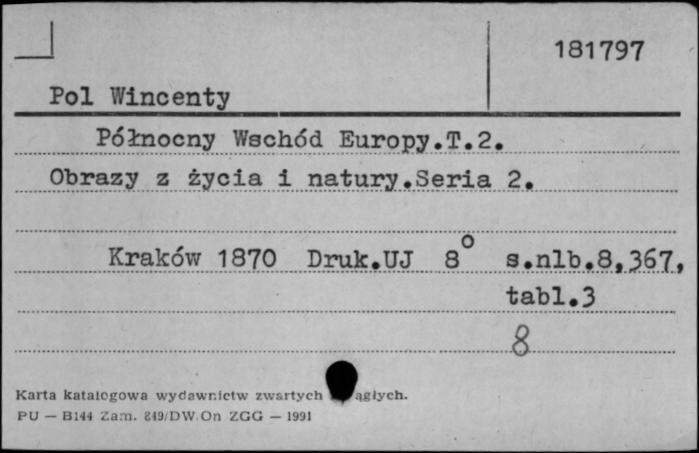 181797
Pol Wincenty
Północny Wschód Europy.T.2.
Obrazy z życia i natury.Seria 2.
Kraków 1870 Druk.UJ 8° s.nlb.8,367,
tabl.3
8
Karta katalogowa wydawnictw zwartych ągłych.
PU — B144 Zam. 849/DW.On ZGG — 1991